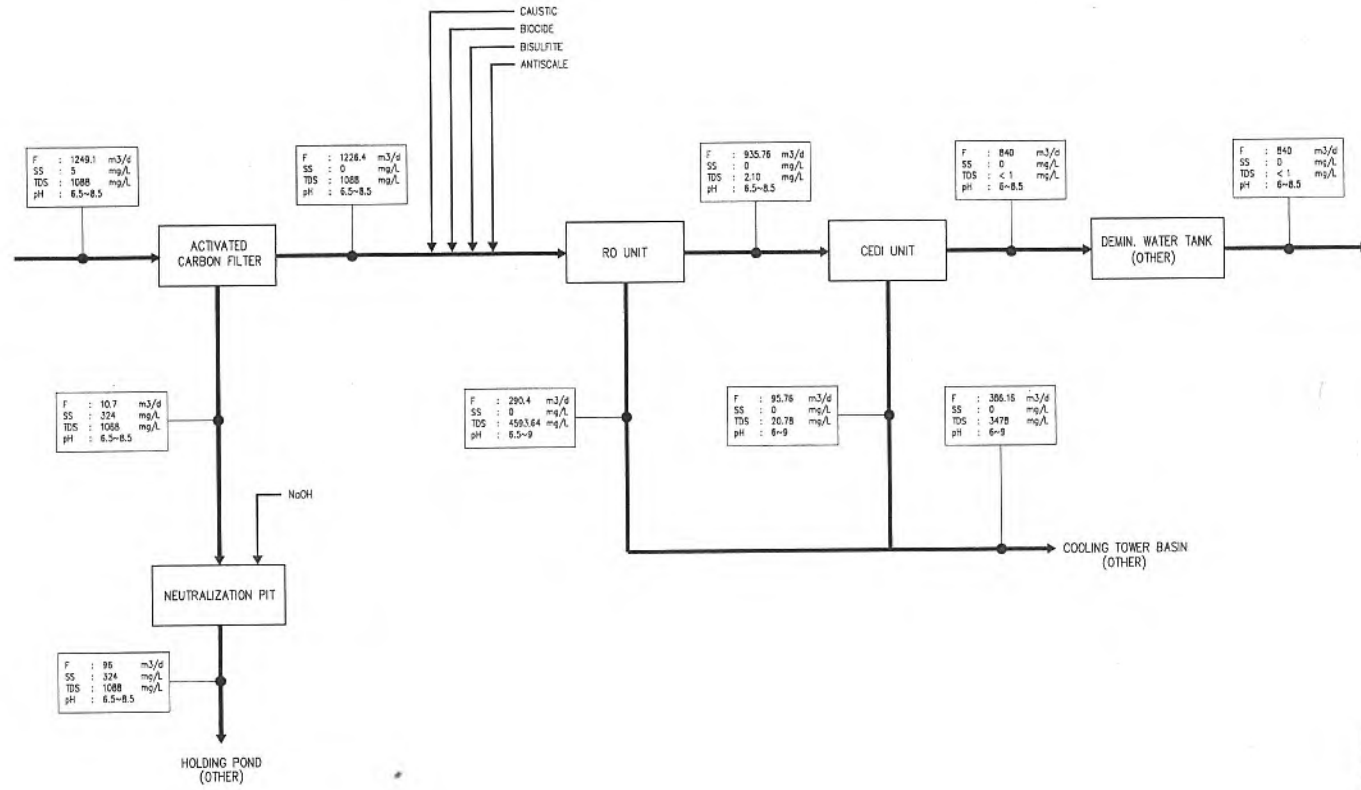 CAUSTIC
BIOCIDE
BISULFITE
ANTISCALE
F : 1249.1 m3/d
SS : 5 mg/L
TDS : 1088 mg/L
pH : 6.5~8.5
F : 1226.4 m3/d
SS : 0 mg/L
TDS : 1088 mg/L
pH : 6.5~8.5
F : 935.76 m3/d
SS : 0 mg/L
TDS : 2.10 mg/L
pH : 6.5~8.5
F : 840 m3/d
SS : 0 mg/L
TDS : < 1 mg/L
pH : 6~8.5
F : 840 m3/d
SS : 0 mg/L
TDS : < 1 mg/L
pH : 6~8.5
ACTIVATED
CARBON FILTER
RO UNIT
CEDI UNIT
DEMIN. WATER TANK
(OTHER)
F : 10.7 m3/d
SS : 324 mg/L
TDS : 1088 mg/L
pH : 6.5~8.5
F : 290.4 m3/d
SS : 0 mg/L
TDS : 4593.64 mg/L
pH : 6.5~9
F : 95.76 m3/d
SS : 0 mg/L
TDS : 20.78 mg/L
pH : 6~9
F : 386.16 m3/d
SS : 0 mg/L
TDS : 3478 mg/L
pH : 6~9
NaOH
COOLING TOWER BASIN
(OTHER)
NEUTRALIZATION PIT
F : 96 m3/d
SS : 324 mg/L
TDS : 1088 mg/L
pH : 6.5~8.5
HOLDING POND
(OTHER)